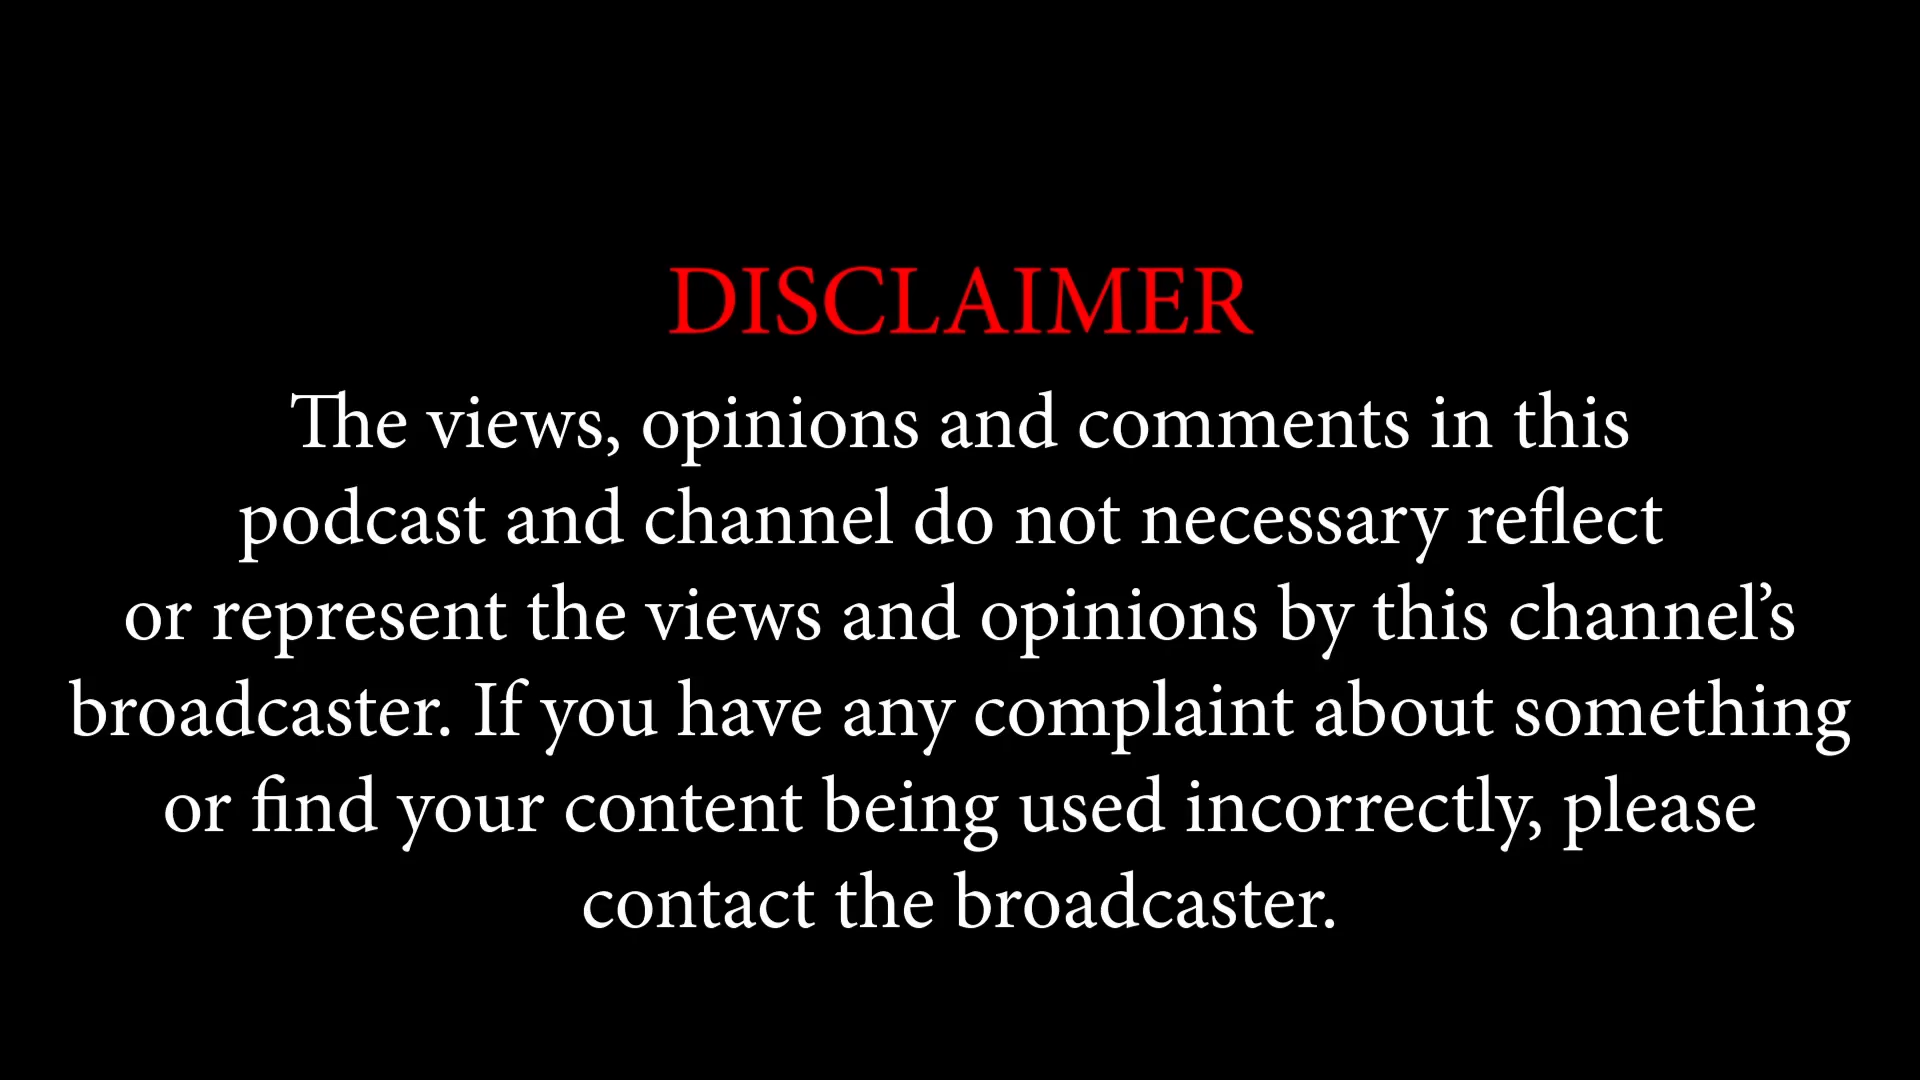 DISCLAIMER
The views, opinions and comments in this
podcast and channel do not necessary reflect
or represent the views and opinions by this channel’s
broadcaster. If you have any complaint about something
or find your content being used incorrectly, please
contact the broadcaster.